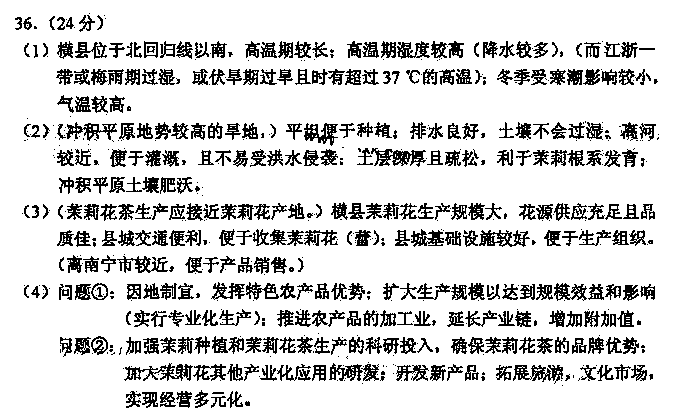 36.（24分）
（1）横县位于北回归线以南，高温期较长；高温期湿度较高（降水较多），（而江浙一
带或梅雨期过湿，或伏旱期过旱且时有超过37 ℃的高温）；冬季受寒潮影响较小，
气温较高。
（2）（冲积平原地势较高的旱地，）平坦便于种植；排水良好，土壤不会过湿；离河
较近，便于灌溉，且不易受洪水侵袭；土层深厚且疏松，利于茉莉根系发育；
冲积平原土壤肥沃。
（3）（茉莉花茶生产应接近茉莉花产地。）横县茉莉花生产规模大，花源供应充足且品
质佳；县城交通便利，便于收集茉莉花（蕾）；县城基础设施较好，便于生产组织。
（离南宁市较近，便于产品销售。）
（4）问题①：因地制宜，发挥特色农产品优势；扩大生产规模以达到规模效益和影响
（实行专业化生产）；推进农产品的加工业，延长产业链，增加附加值。
问题②：加强茉莉种植和茉莉花茶生产的科研投入，确保茉莉花茶的品牌优势；
加大茉莉花其他产业化应用的研发；开发新产品；拓展旅游，文化市场，
实现经营多元化。